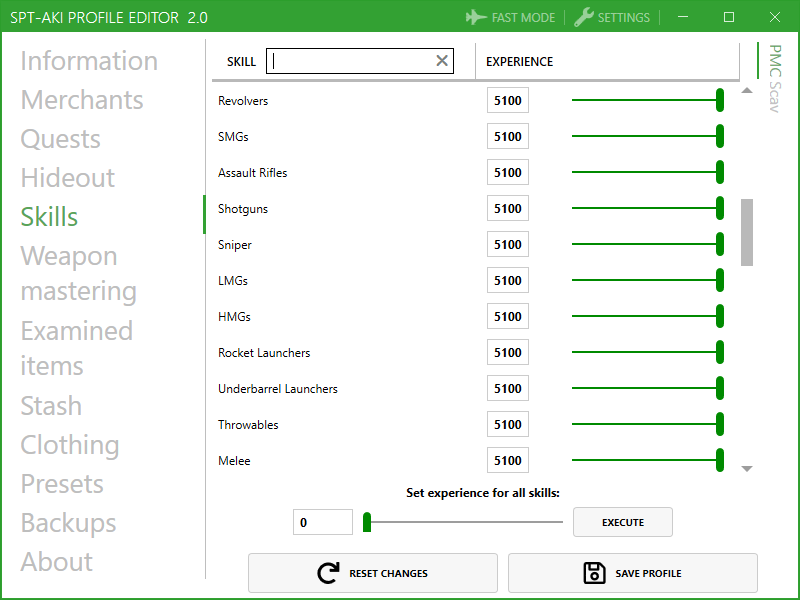 SPT-AKI PROFILE EDITOR 2.0
FAST MODE
SETTINGS
Information
Merchants
Quests
Hideout
Skills
Weapon
mastering
Examined
items
Stash
Clothing
Presets
Backups
About
SKILL
EXPERIENCE
Revolvers 5100
SMGs 5100
Assault Rifles 5100
Shotguns 5100
Sniper 5100
LMGs 5100
HMGs 5100
Rocket Launchers 5100
Underbarrel Launchers 5100
Throwables 5100
Melee 5100
Set experience for all skills:
0
EXECUTE
RESET CHANGES
SAVE PROFILE
PMC
Scav